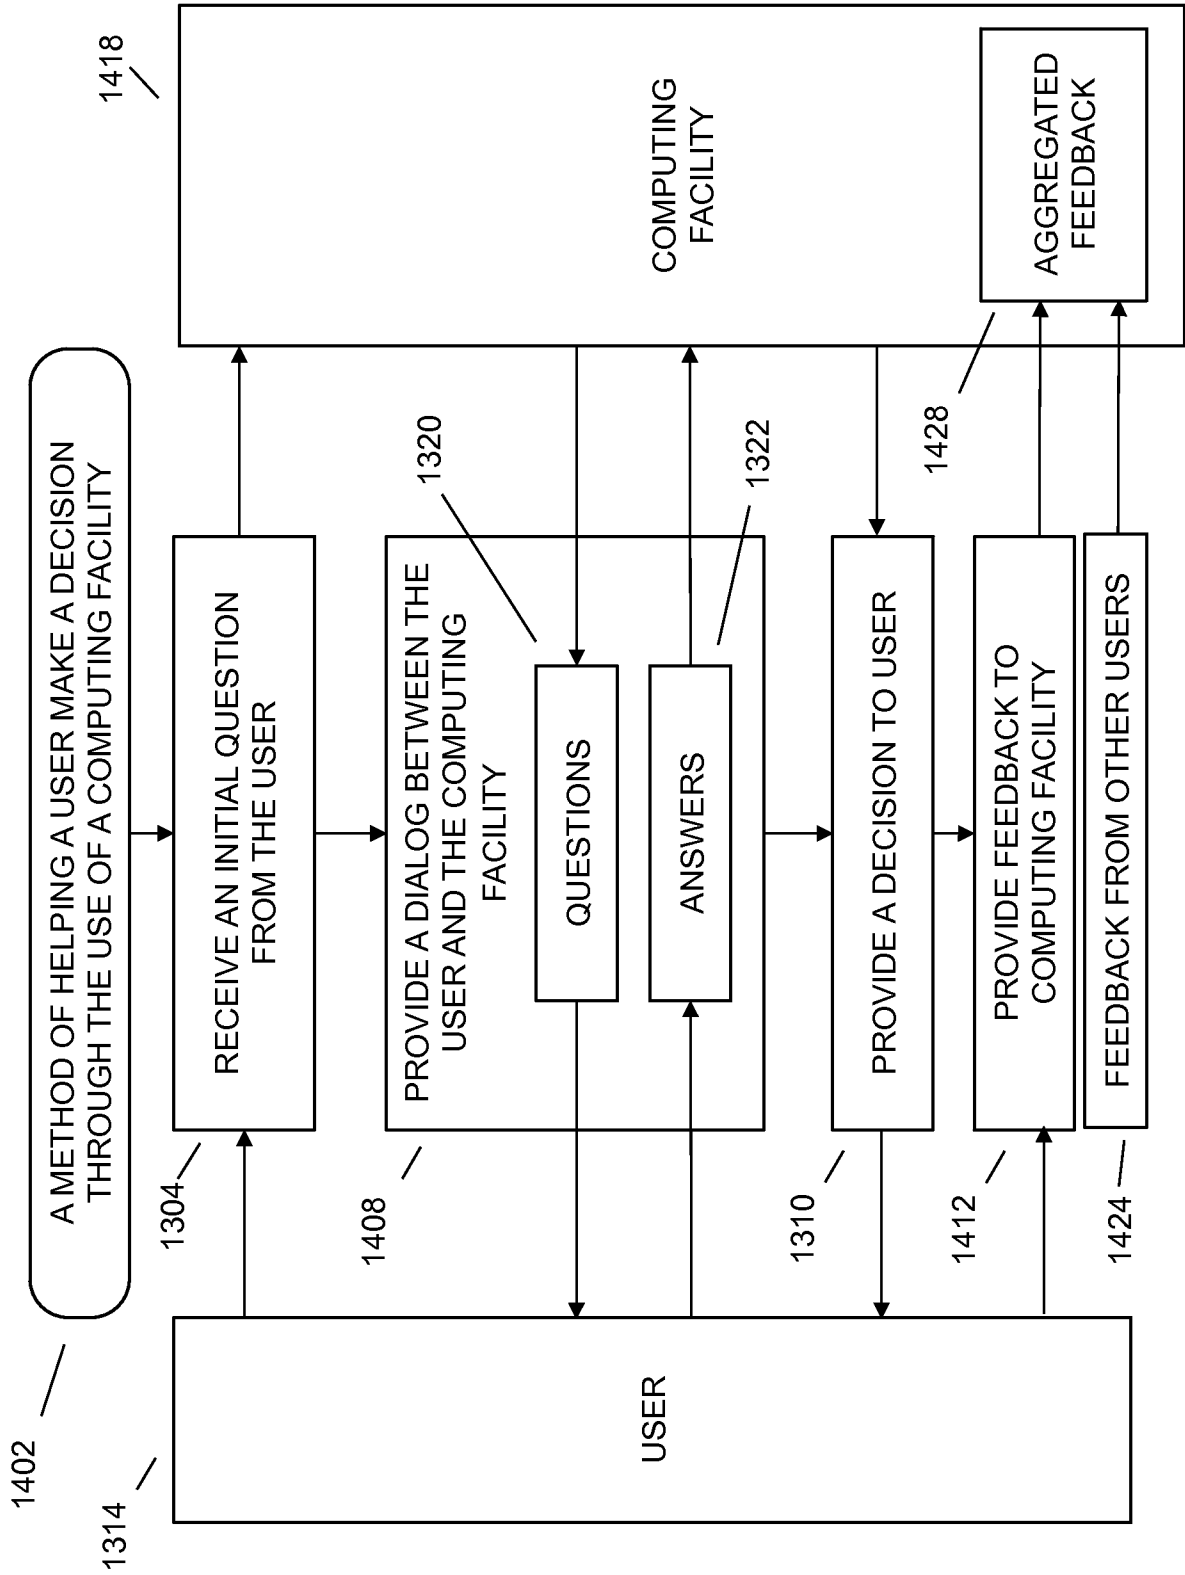 1402
A METHOD OF HELPING A USER MAKE A DECISION
THROUGH THE USE OF A COMPUTING FACILITY
1314
USER
1418
COMPUTING
FACILITY
1304
RECEIVE AN INITIAL QUESTION
FROM THE USER
1408
PROVIDE A DIALOG BETWEEN THE
USER AND THE COMPUTING
FACILITY
1320
QUESTIONS
ANSWERS
1322
1310
PROVIDE A DECISION TO USER
1412
PROVIDE FEEDBACK TO
COMPUTING FACILITY
1424
FEEDBACK FROM OTHER USERS
1428
AGGREGATED
FEEDBACK